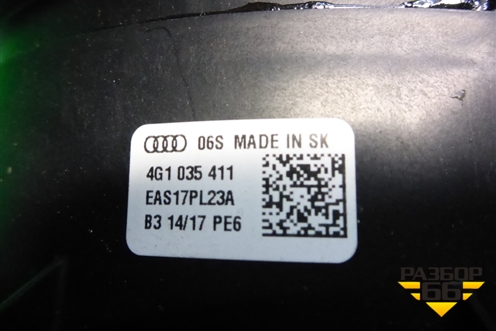 06S MADE IN SK
4G1 035 411
EAS17PL23A
B3 14/17 PE6
РАЗБОР
66